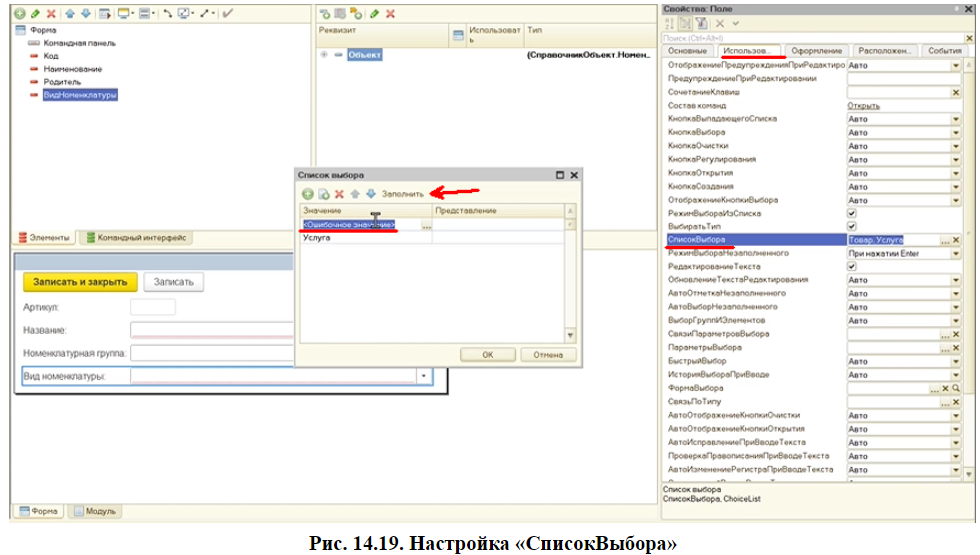 Форма
Командная панель
Код
Наименование
Родитель
ВидНоменклатуры
Элементы
Командный интерфейс
Реквизит
Использоват
ь
Тип
Объект
(СправочникОбъект.Номен..
Записать и закрыть
Записать
Артикул:
Название:
Номенклатурная группа:
Вид номенклатуры:
Форма
Модуль
Список выбора
Заполнить
Значение
Представление
<Ошибочное значение>
...
Услуга
ОК
Отмена
Свойства: Поле
Поиск (Ctrl+Alt+I)
Основные
Использов...
Оформление
Располoжен...
События
ОтображениеПредупрежденияПриРедактиро Авто
ПредупреждениеПриРедактировании
СочетаниеКлавиш
Состав команд Открыть
КнопкаВыпадающегоСписка Авто
КнопкаВыбора Авто
КнопкаОчистки Авто
КнопкаРегулирования Авто
КнопкаОткрытия Авто
КнопкаСоздания Авто
ОтображениеКнопкиВыбора Авто
РежимВыбораИзСписка
ВыбиратьТип
СписокВыбора Товар, Услуга ...
РежимВыбораНезаполненного При нажатии Enter
РедактированиеТекста
ОбновлениеТекстаРедактирования Авто
АвтоОтметкаНезаполненного Авто
АвтоВыборНезаполненного Авто
ВыборГруппИЭлементов Авто
СвязиПараметровВыбора ...
ПараметрыВыбора ...
БыстрыйВыбор Авто
ИсторияВыбораПриВводе Авто
ФормаВыбора ...
СвязьПоТипу ...
АвтоОтображениеКнопкиОчистки Авто
АвтоОтображениеКнопкиОткрытия Авто
АвтоИсправлениеПриВводеТекста Авто
ПроверкаПравописанияПриВводеТекста Авто
АвтоИзменениеРегистраПриВводеТекста Авто
Список выбора
СписокВыбора, ChoiceList
Рис. 14.19. Настройка «СписокВыбора»